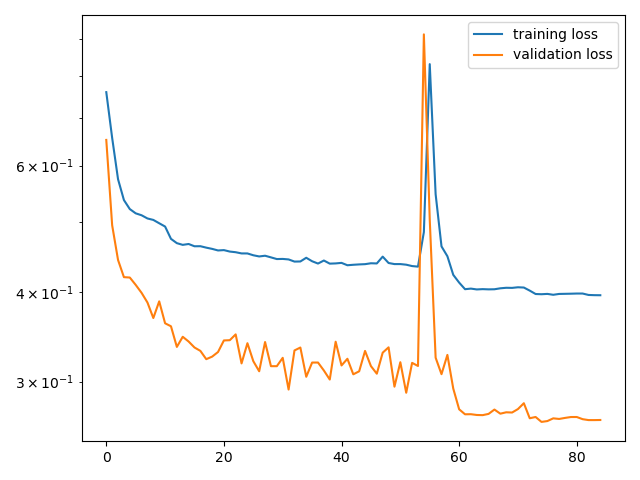 training loss
validation loss
6 × 10⁻¹
4 × 10⁻¹
3 × 10⁻¹
0 20 40 60 80